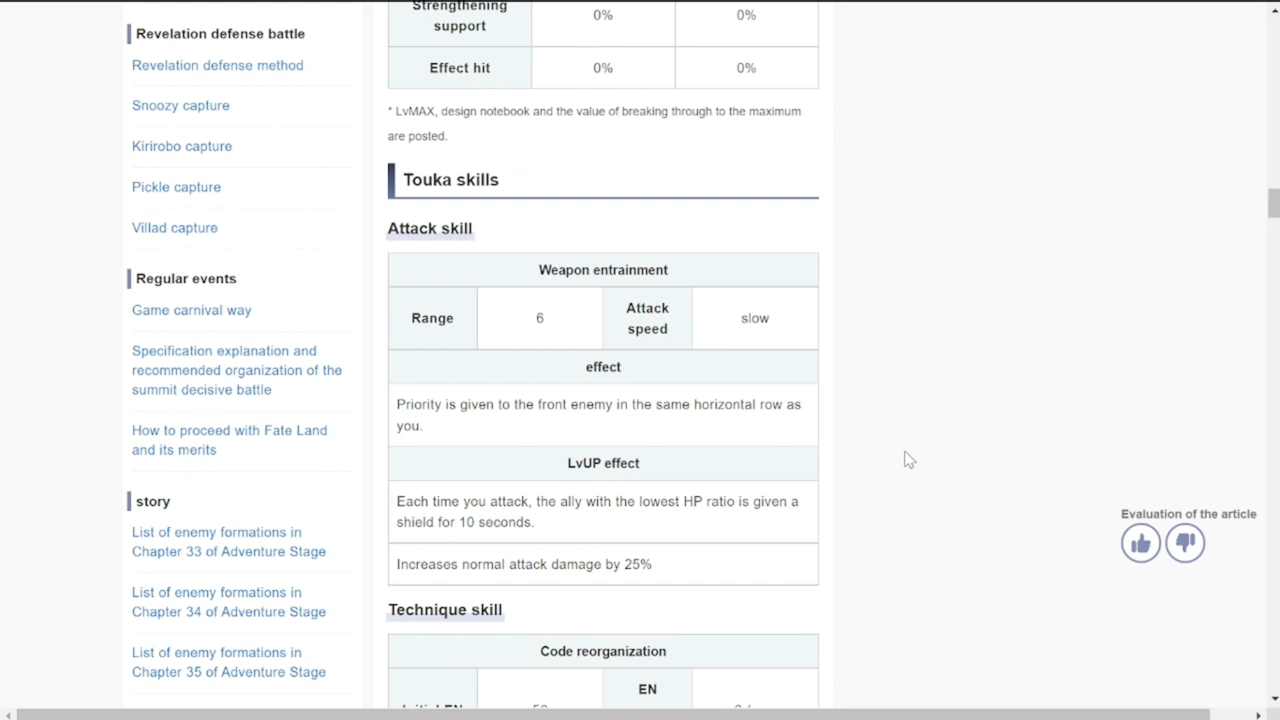 Revelation defense battle
Revelation defense method
Snoozy capture
Kirirobo capture
Pickle capture
Villad capture
Regular events
Game carnival way
Specification explanation and
recommended organization of the
summit decisive battle
How to proceed with Fate Land
and its merits
story
List of enemy formations in
Chapter 33 of Adventure Stage
List of enemy formations in
Chapter 34 of Adventure Stage
List of enemy formations in
Chapter 35 of Adventure Stage
Strengthening
support
0%
0%
Effect hit
0%
0%
* LvMAX, design notebook and the value of breaking through to the maximum
are posted.
Touka skills
Attack skill
Weapon entrainment
Range
6
Attack
speed
slow
effect
Priority is given to the front enemy in the same horizontal row as
you.
LvUP effect
Each time you attack, the ally with the lowest HP ratio is given a
shield for 10 seconds.
Increases normal attack damage by 25%
Technique skill
Code reorganization
EN
Evaluation of the article